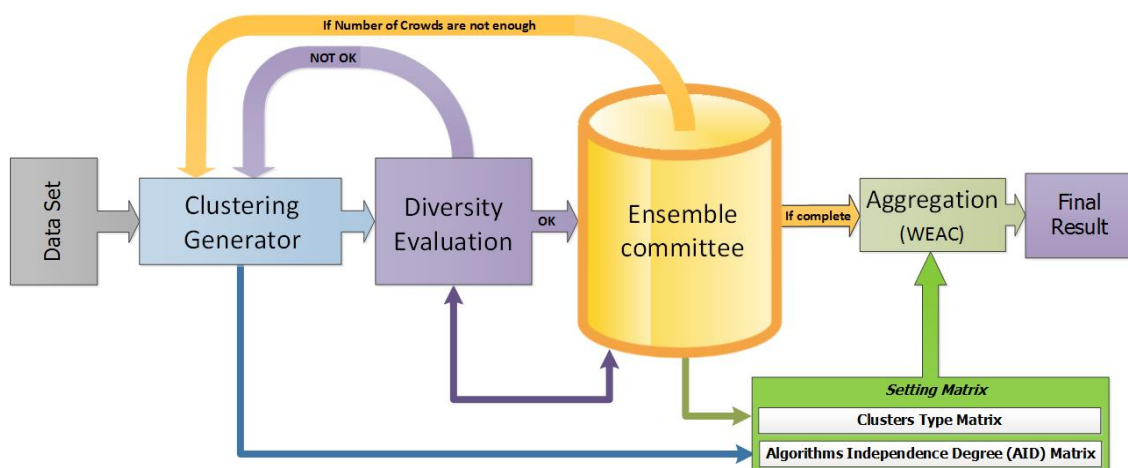 If Number of Crowds are not enough
NOT OK
Data Set
Clustering
Generator
Diversity
Evaluation
OK
Ensemble
committee
If complete
Aggregation
(WEAC)
Final
Result
Setting Matrix
Clusters Type Matrix
Algorithms Independence Degree (AID) Matrix